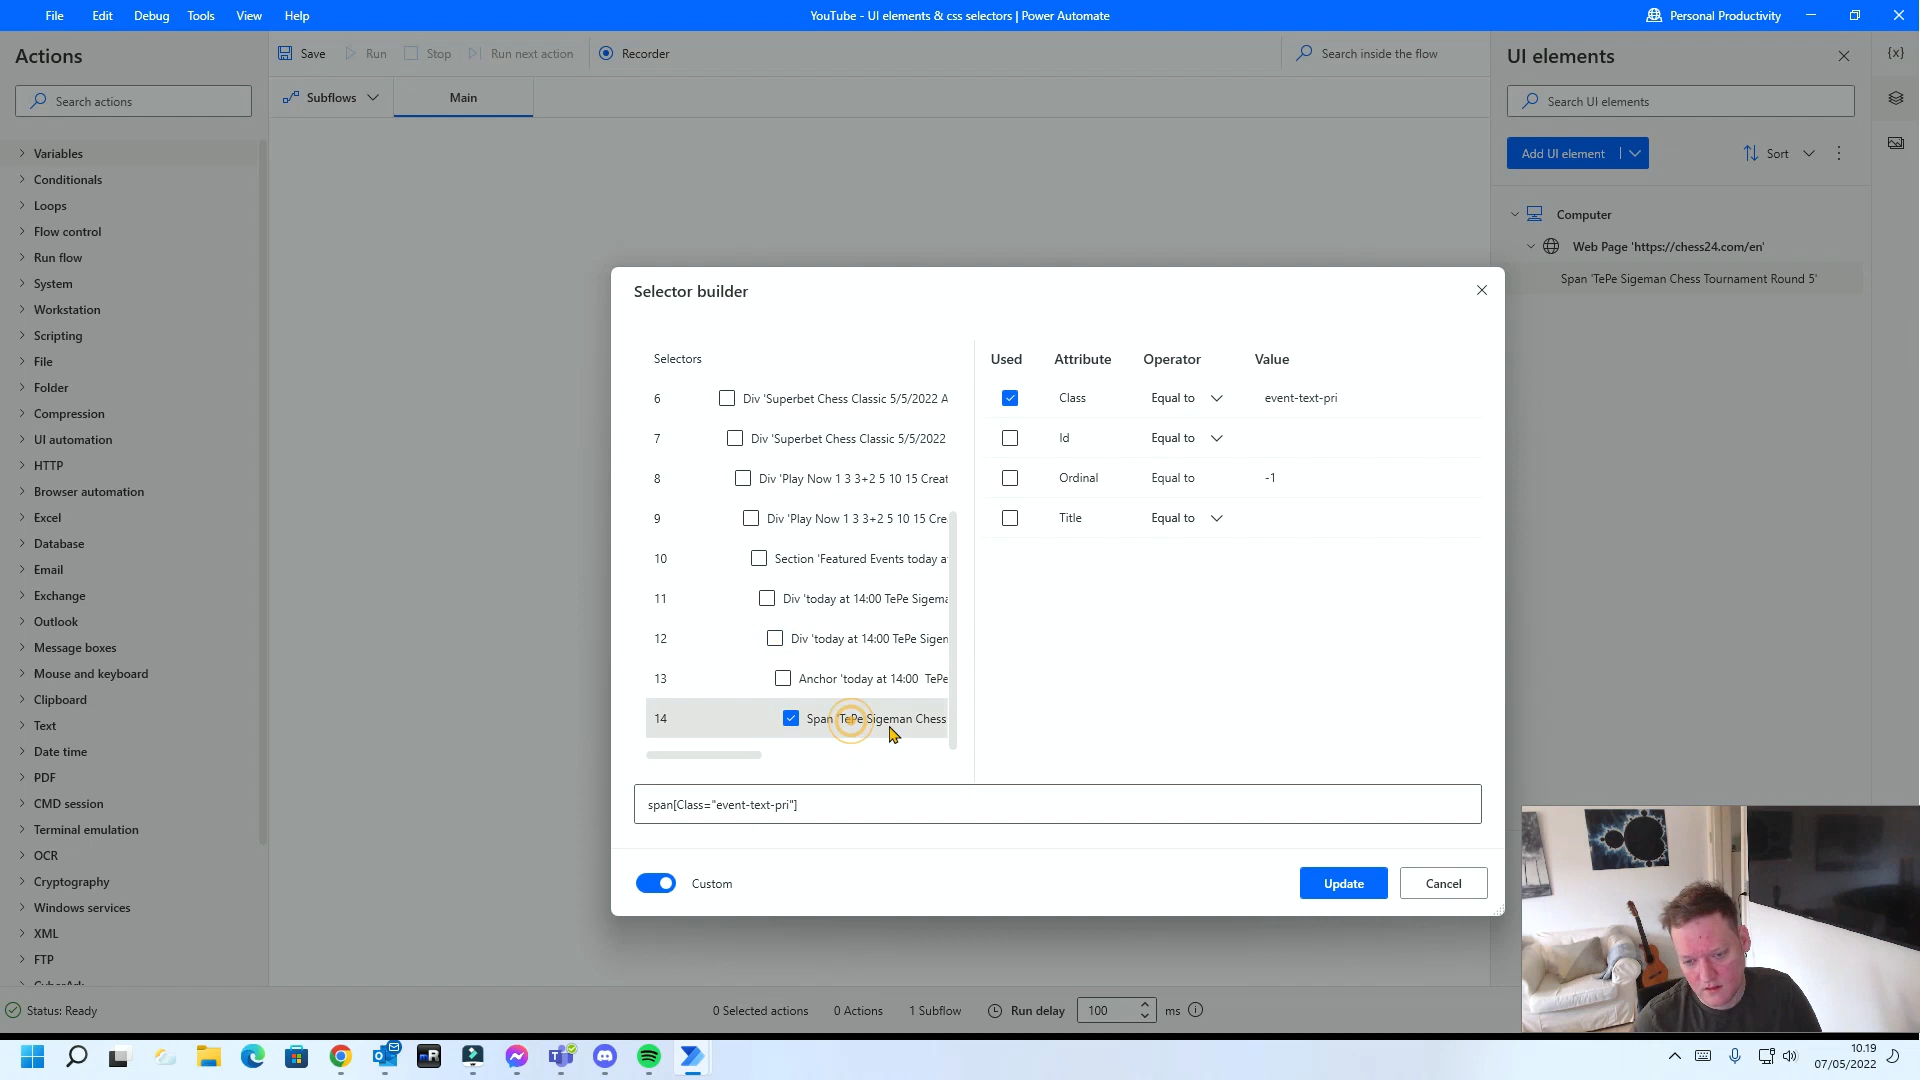 File Edit Debug Tools View Help
YouTube - UI elements & css selectors | Power Automate
Personal Productivity
Actions
Search actions
Variables
Conditionals
Loops
Flow control
Run flow
System
Workstation
Scripting
File
Folder
Compression
UI automation
HTTP
Browser automation
Excel
Database
Email
Exchange
Outlook
Message boxes
Mouse and keyboard
Clipboard
Text
Date time
PDF
CMD session
Terminal emulation
OCR
Cryptography
Windows services
XML
FTP
CyberArk
Save Run Stop Run next action Recorder
Search inside the flow
Subflows Main
UI elements
Search UI elements
Add UI element Sort
Computer
Web Page 'https://chess24.com/en'
Span 'TePe Sigeman Chess Tournament Round 5'
{x}
Selector builder
Selectors
6 Div 'Superbet Chess Classic 5/5/2022 A
7 Div 'Superbet Chess Classic 5/5/2022
8 Div 'Play Now 1 3 3+2 5 10 15 Creat
9 Div 'Play Now 1 3 3+2 5 10 15 Cre
10 Section 'Featured Events today a
11 Div 'today at 14:00 TePe Sigema
12 Div 'today at 14:00 TePe Sigen
13 Anchor 'today at 14:00 TePe
14 Span 'TePe Sigeman Chess
Used Attribute Operator Value
Class Equal to event-text-pri
Id Equal to
Ordinal Equal to -1
Title Equal to
span[Class="event-text-pri"]
Custom
Update Cancel
Status: Ready
0 Selected actions 0 Actions 1 Subflow Run delay 100 ms
10.19
07/05/2022